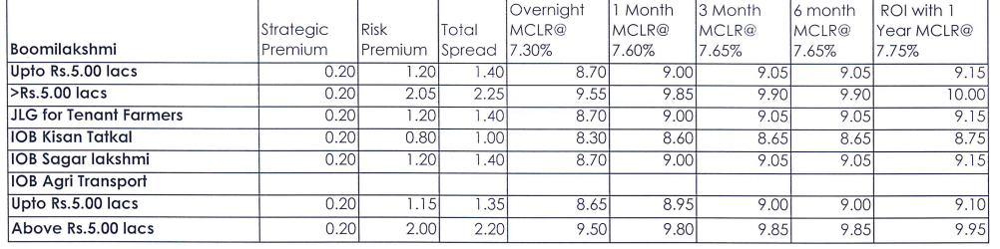 Boomilakshmi Strategic Premium Risk Premium Total Spread Overnight MCLR@ 7.30% 1 Month MCLR@ 7.60% 3 Month MCLR@ 7.65% 6 month MCLR@ 7.65% ROI with 1 Year MCLR@ 7.75%
Upto Rs.5.00 lacs 0.20 1.20 1.40 8.70 9.00 9.05 9.05 9.15
>Rs.5.00 lacs 0.20 2.05 2.25 9.55 9.85 9.90 9.90 10.00
JLG for Tenant Farmers 0.20 1.20 1.40 8.70 9.00 9.05 9.05 9.15
IOB Kisan Tatkal 0.20 0.80 1.00 8.30 8.60 8.65 8.65 8.75
IOB Sagar lakshmi 0.20 1.20 1.40 8.70 9.00 9.05 9.05 9.15
IOB Agri Transport
Upto Rs.5.00 lacs 0.20 1.15 1.35 8.65 8.95 9.00 9.00 9.10
Above Rs.5.00 lacs 0.20 2.00 2.20 9.50 9.80 9.85 9.85 9.95